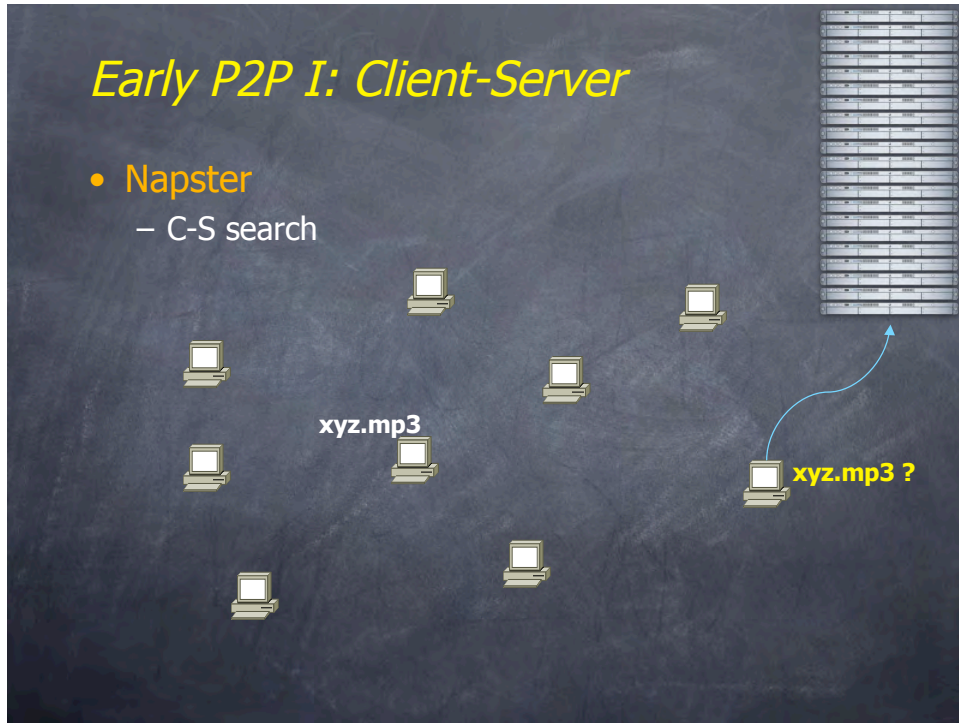 Early P2P I: Client-Server
• Napster
– C-S search
xyz.mp3
xyz.mp3 ?